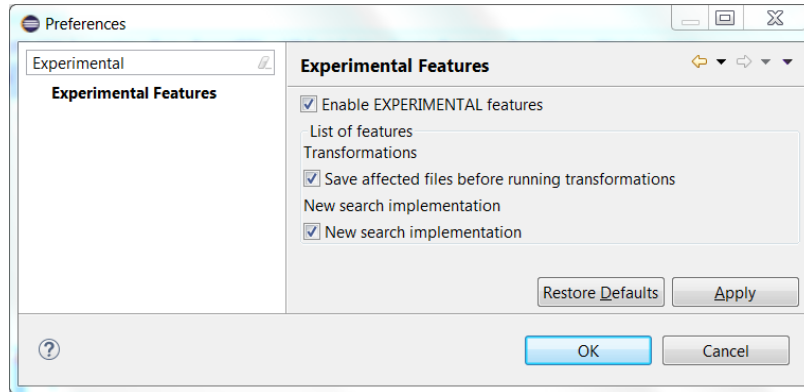 Preferences
Experimental
Experimental Features
Experimental Features
Enable EXPERIMENTAL features
List of features
Transformations
Save affected files before running transformations
New search implementation
New search implementation
Restore Defaults
Apply
OK
Cancel